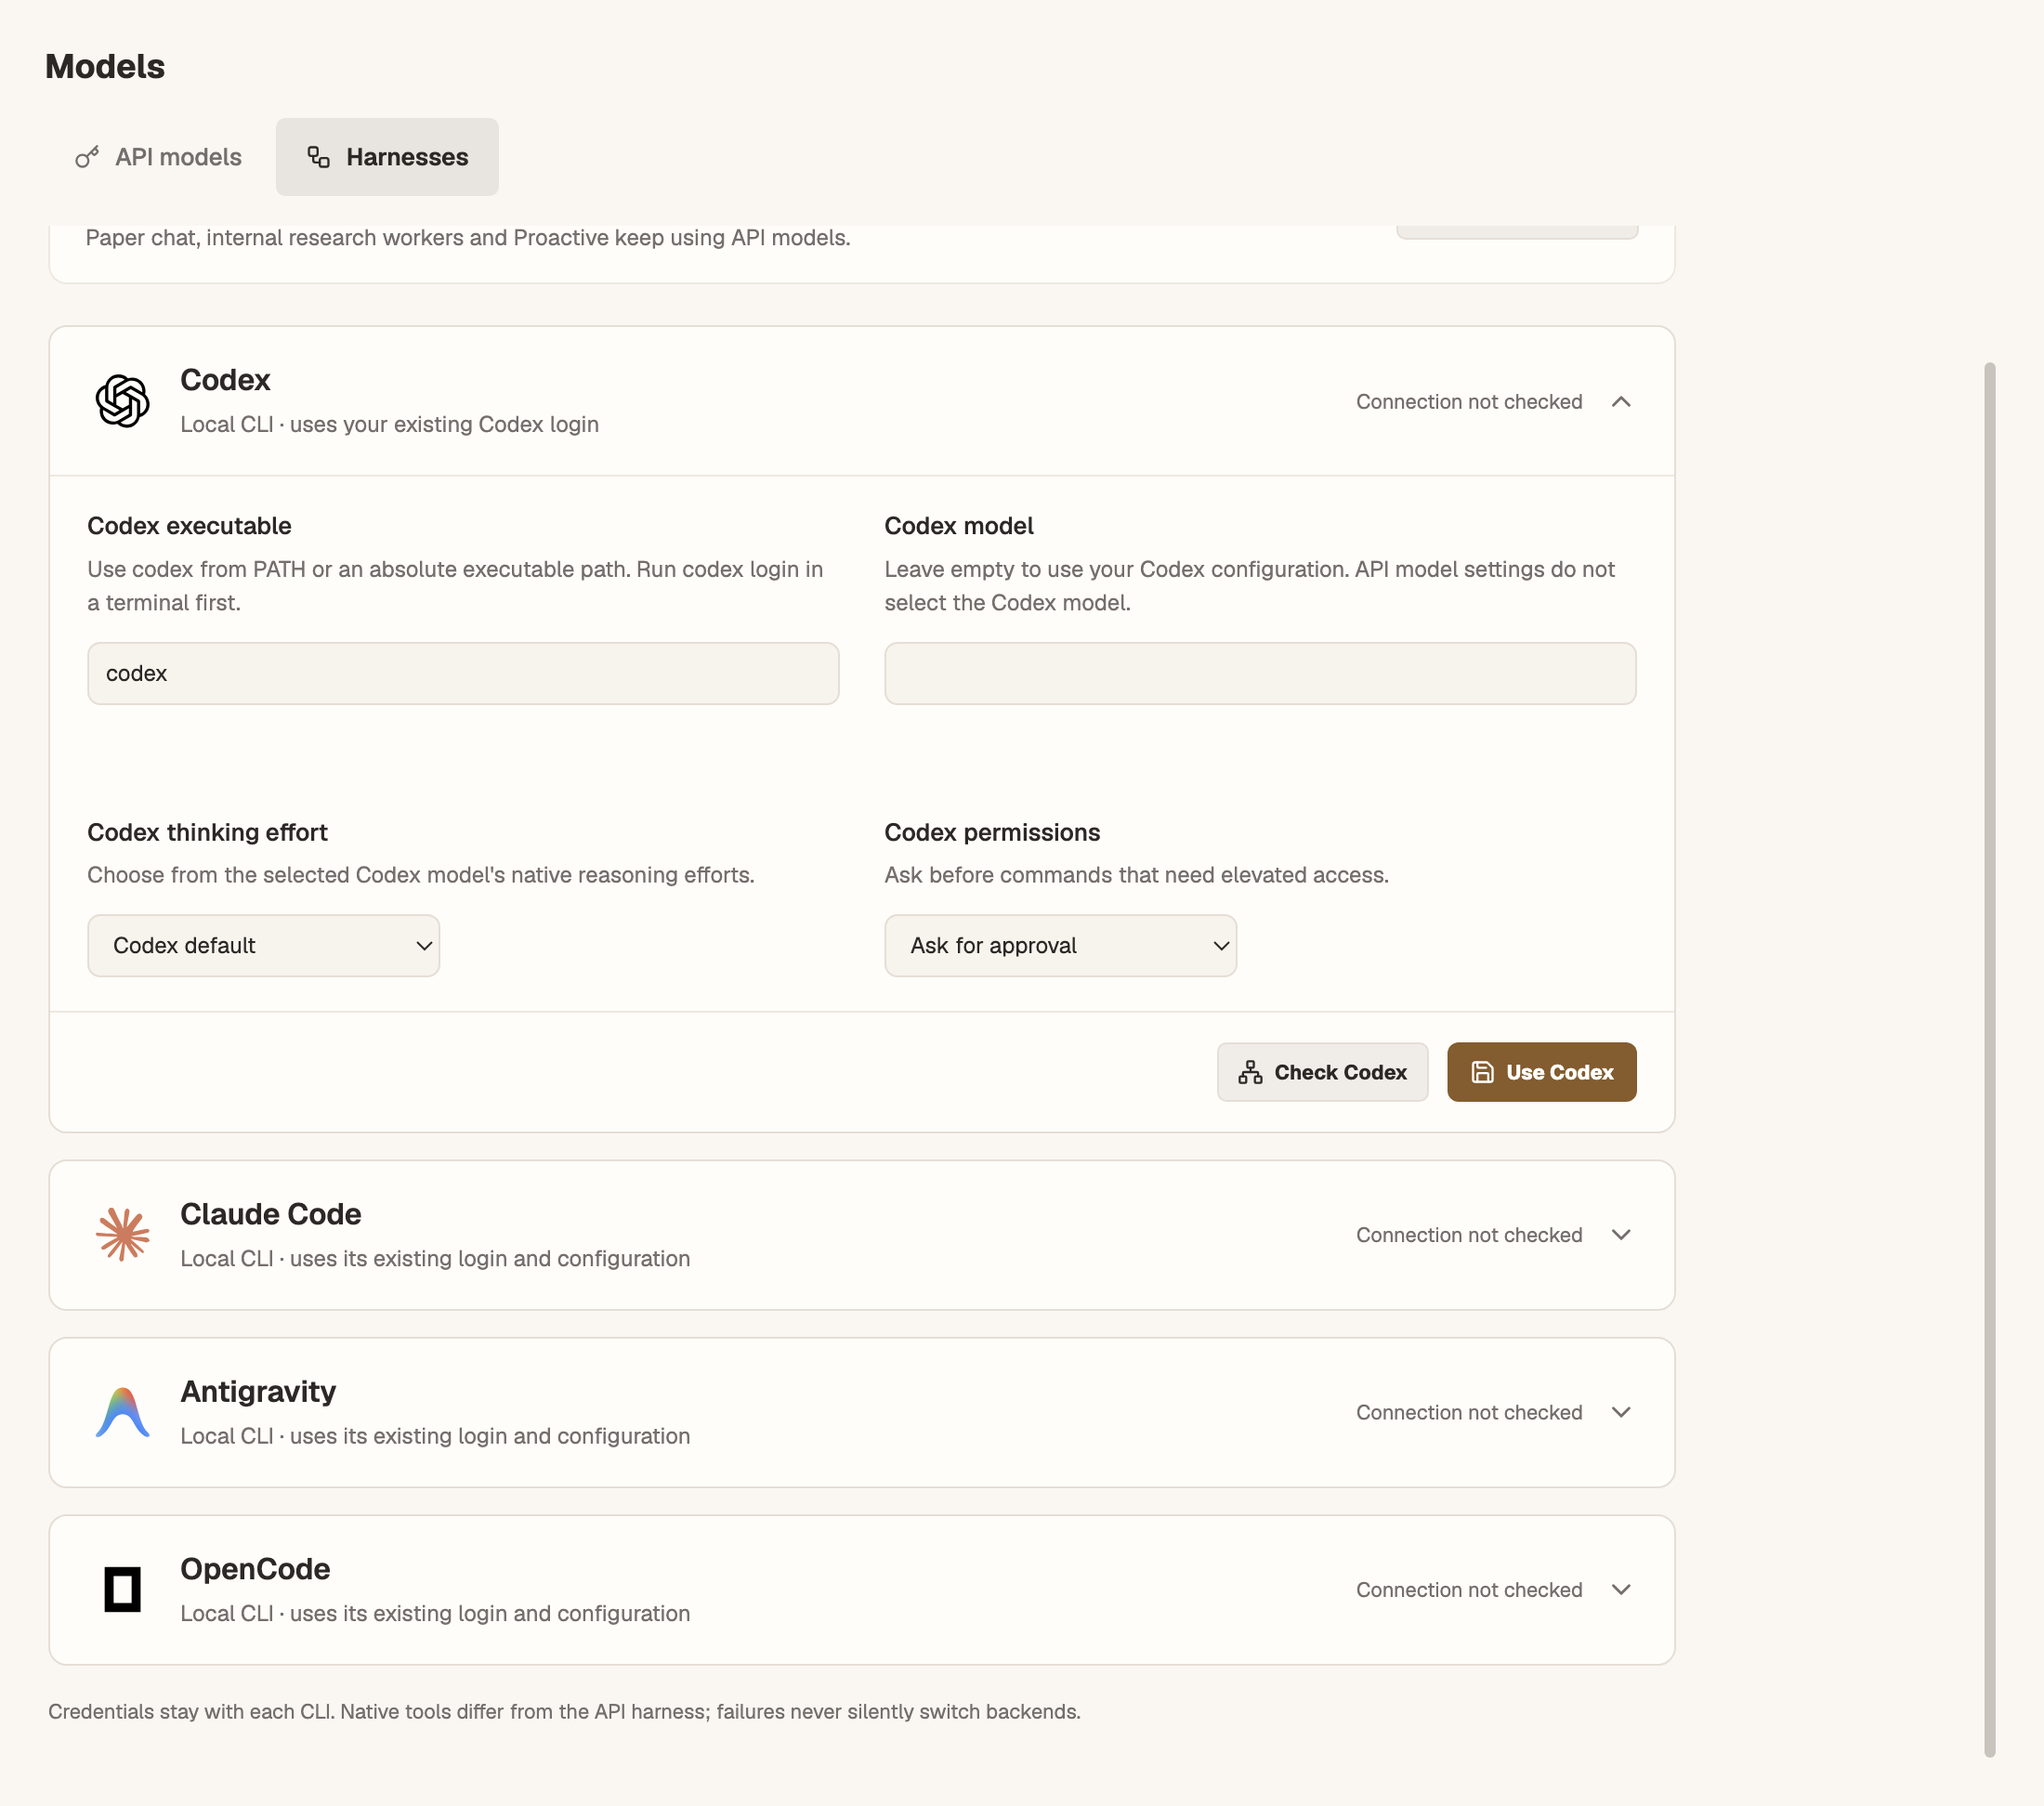 Models
API models
Harnesses
Paper chat, internal research workers and Proactive keep using API models.
Codex
Local CLI · uses your existing Codex login
Connection not checked
Codex executable
Use codex from PATH or an absolute executable path. Run codex login in
a terminal first.
codex
Codex model
Leave empty to use your Codex configuration. API model settings do not
select the Codex model.
Codex thinking effort
Choose from the selected Codex model's native reasoning efforts.
Codex default
Codex permissions
Ask before commands that need elevated access.
Ask for approval
Check Codex
Use Codex
Claude Code
Local CLI · uses its existing login and configuration
Connection not checked
Antigravity
Local CLI · uses its existing login and configuration
Connection not checked
OpenCode
Local CLI · uses its existing login and configuration
Connection not checked
Credentials stay with each CLI. Native tools differ from the API harness; failures never silently switch backends.